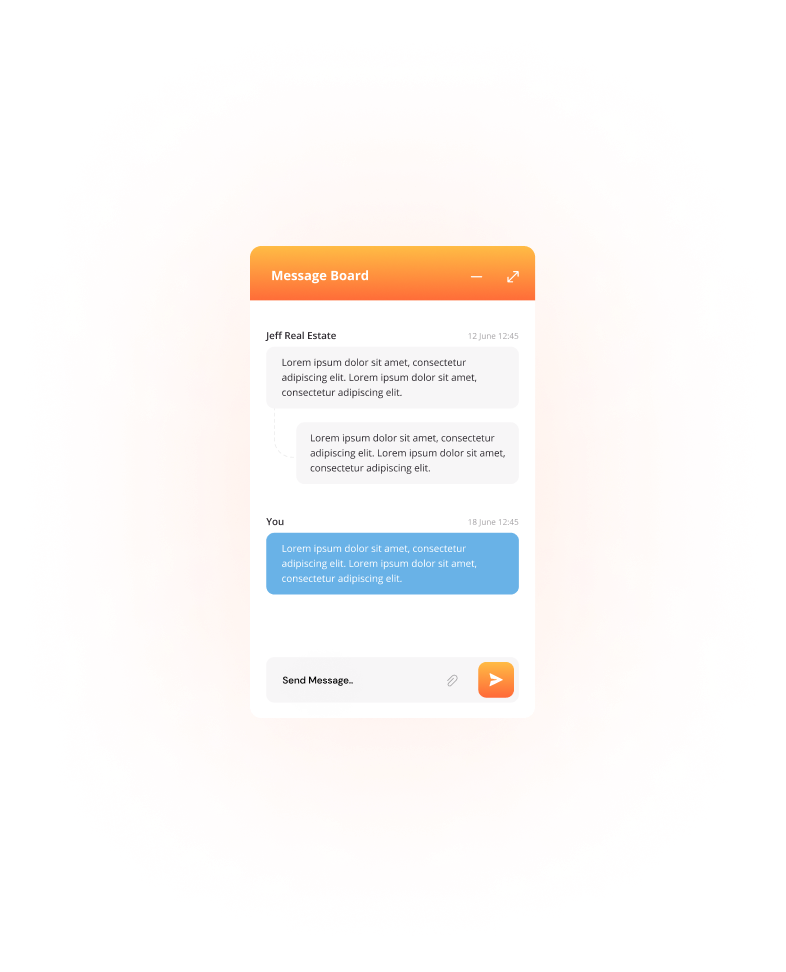 Message Board
Jeff Real Estate 12 June 12:45
Lorem ipsum dolor sit amet, consectetur
adipiscing elit. Lorem ipsum dolor sit amet,
consectetur adipiscing elit.
Lorem ipsum dolor sit amet, consectetur
adipiscing elit. Lorem ipsum dolor sit amet,
consectetur adipiscing elit.
You 18 June 12:45
Lorem ipsum dolor sit amet, consectetur
adipiscing elit. Lorem ipsum dolor sit amet,
consectetur adipiscing elit.
Send Message..